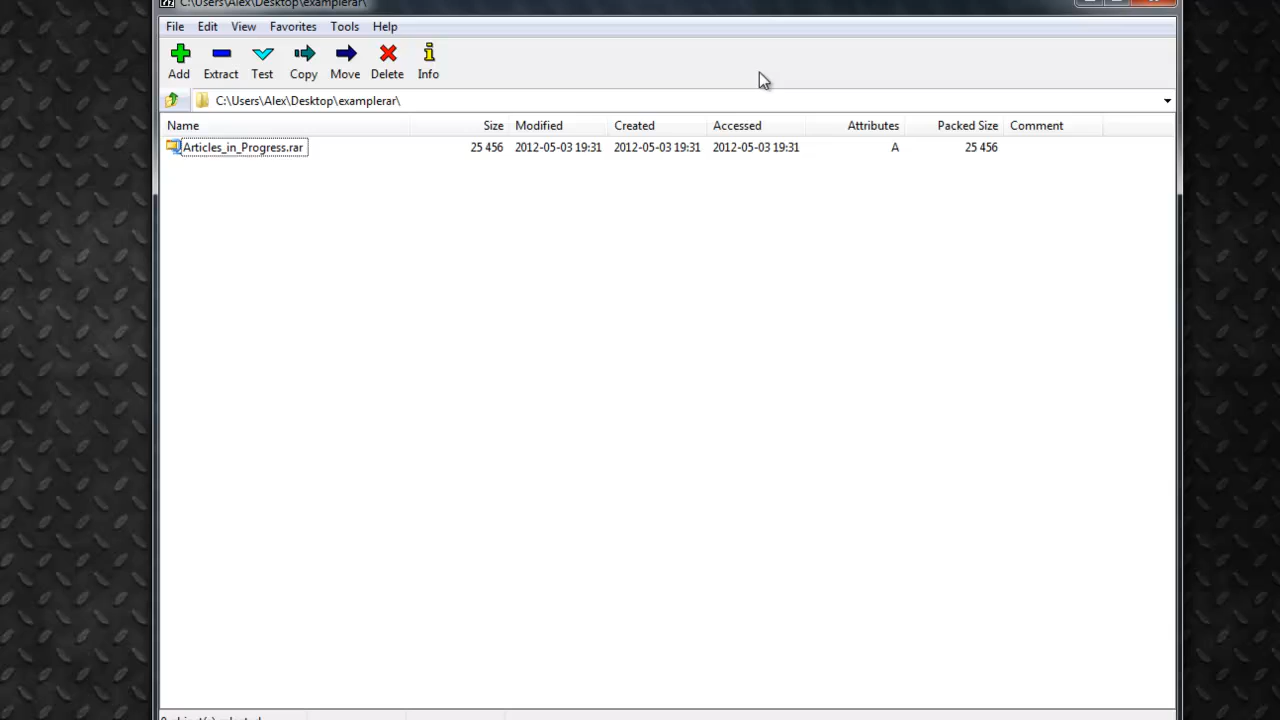 C:\Users\Alex\Desktop\examplerar\
File Edit View Favorites Tools Help
Add Extract Test Copy Move Delete Info
C:\Users\Alex\Desktop\examplerar\
Name Size Modified Created Accessed Attributes Packed Size Comment
Articles_in_Progress.rar 25 456 2012-05-03 19:31 2012-05-03 19:31 2012-05-03 19:31 A 25 456